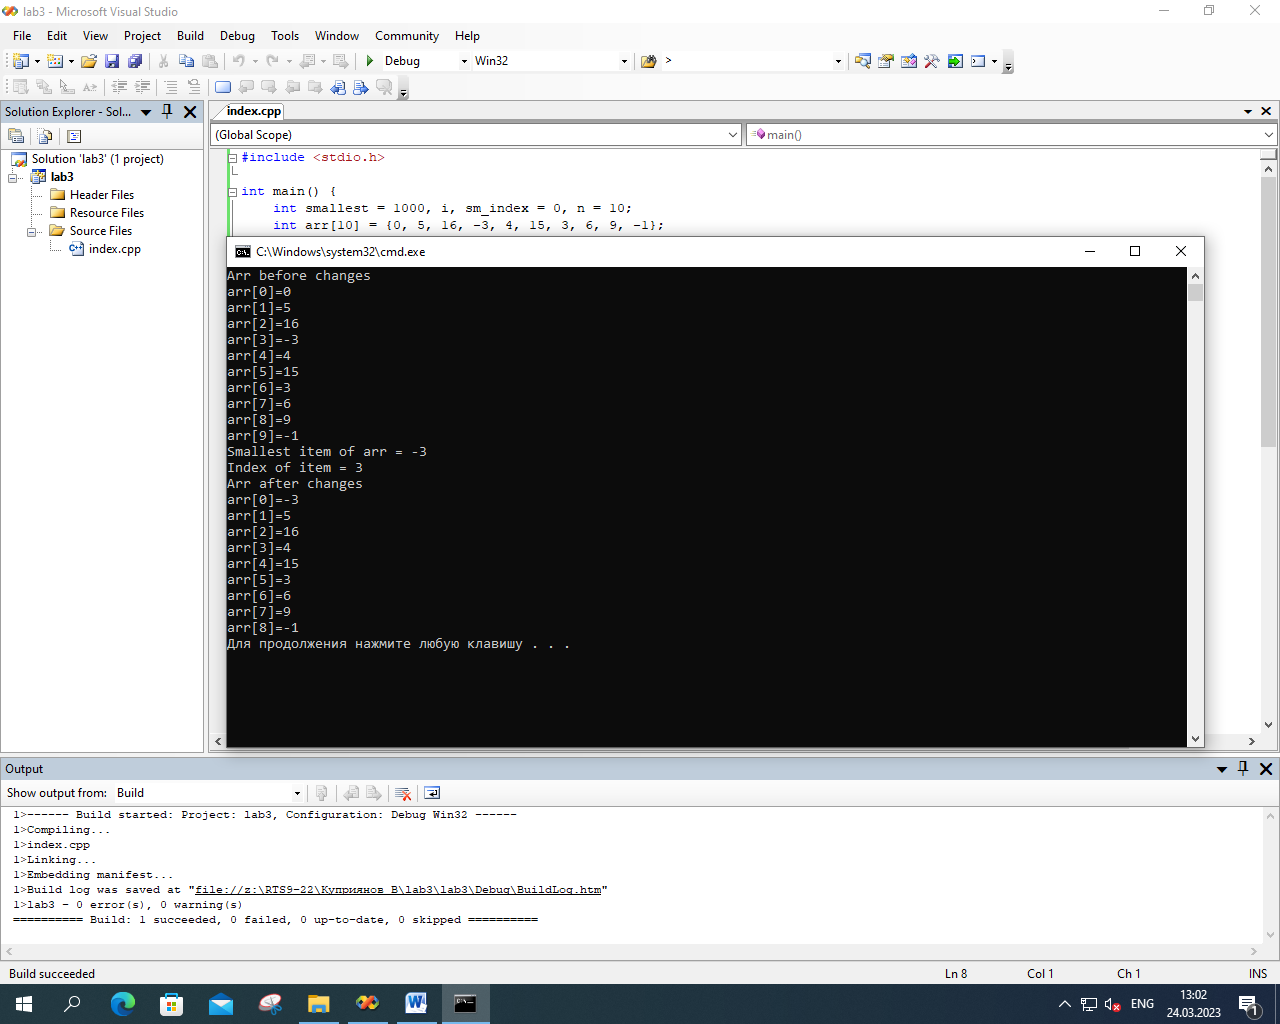 lab3 - Microsoft Visual Studio
File Edit View Project Build Debug Tools Window Community Help
Debug Win32 >
Solution Explorer - Sol...
Solution 'lab3' (1 project)
lab3
Header Files
Resource Files
Source Files
index.cpp
index.cpp
(Global Scope) main()
#include <stdio.h>
int main() {
int smallest = 1000, i, sm_index = 0, n = 10;
int arr[10] = {0, 5, 16, -3, 4, 15, 3, 6, 9, -1};
C:\Windows\system32\cmd.exe
Arr before changes
arr[0]=0
arr[1]=5
arr[2]=16
arr[3]=-3
arr[4]=4
arr[5]=15
arr[6]=3
arr[7]=6
arr[8]=9
arr[9]=-1
Smallest item of arr = -3
Index of item = 3
Arr after changes
arr[0]=-3
arr[1]=5
arr[2]=16
arr[3]=4
arr[4]=15
arr[5]=3
arr[6]=6
arr[7]=9
arr[8]=-1
Для продолжения нажмите любую клавишу . . .
Output
Show output from: Build
1>------ Build started: Project: lab3, Configuration: Debug Win32 ------
1>Compiling...
1>index.cpp
1>Linking...
1>Embedding manifest...
1>Build log was saved at "file://z:\RTS9-22\Куприянов В\lab3\lab3\Debug\BuildLog.htm"
1>lab3 - 0 error(s), 0 warning(s)
========== Build: 1 succeeded, 0 failed, 0 up-to-date, 0 skipped ==========
Build succeeded Ln 8 Col 1 Ch 1 INS
ENG 13:02
24.03.2023 1